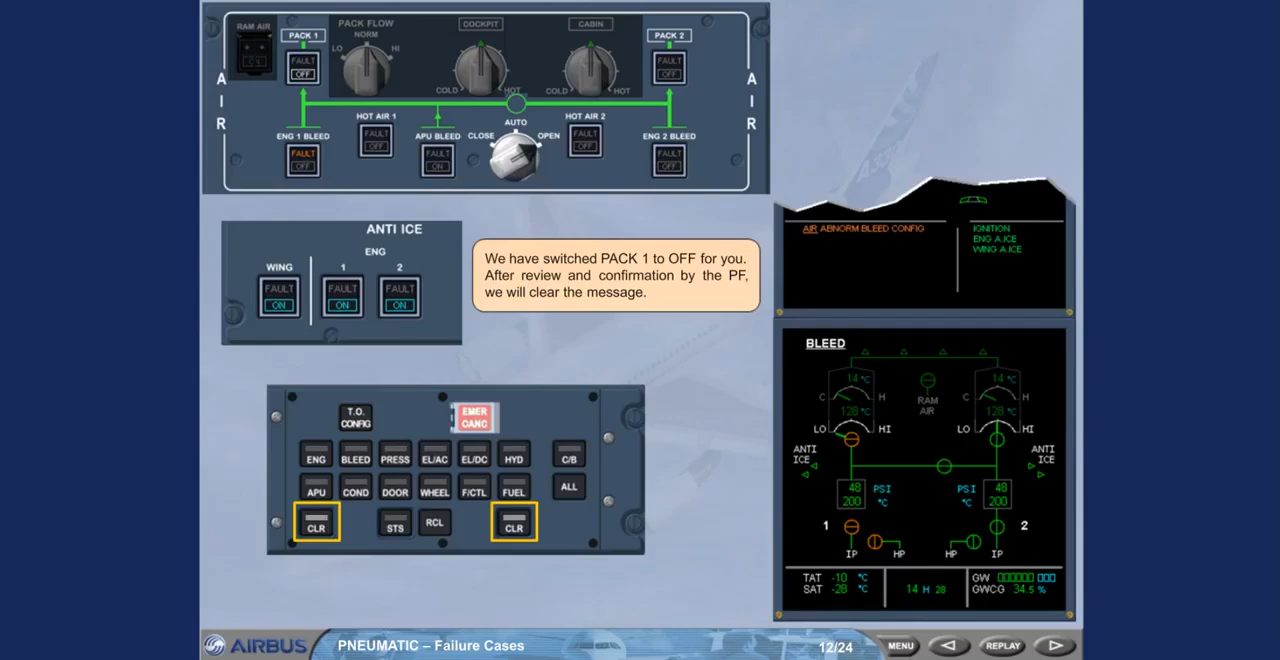 RAM AIR
PACK 1
PACK FLOW
NORM
LO
HI
COCKPIT
CABIN
PACK 2
FAULT
OFF
COLD
HOT
COLD
HOT
FAULT
OFF
AIR
AIR
ENG 1 BLEED
FAULT
OFF
HOT AIR 1
FAULT
OFF
APU BLEED
FAULT
ON
CLOSE
AUTO
OPEN
HOT AIR 2
FAULT
OFF
ENG 2 BLEED
FAULT
OFF
ANTI ICE
ENG
WING
1
2
FAULT
ON
FAULT
ON
FAULT
ON
We have switched PACK 1 to OFF for you.
After review and confirmation by the PF,
we will clear the message.
AIR ABNORM BLEED CONFIG
IGNITION
ENG A.ICE
WING A.ICE
T.O.
CONFIG
EMER
CANC
ENG BLEED PRESS EL/AC EL/DC HYD C/B
APU COND DOOR WHEEL F/CTL FUEL ALL
CLR STS RCL CLR
BLEED
14 °C
14 °C
C H
RAM
AIR
C H
128 °C
128 °C
LO HI
LO HI
ANTI
ICE
ANTI
ICE
48 PSI
200 °C
PSI 48
°C 200
1
2
IP HP
HP IP
TAT -10 °C
SAT -28 °C
14 H 28
GW
GWCG 34.5 %
AIRBUS
PNEUMATIC – Failure Cases
12/24
MENU
REPLAY